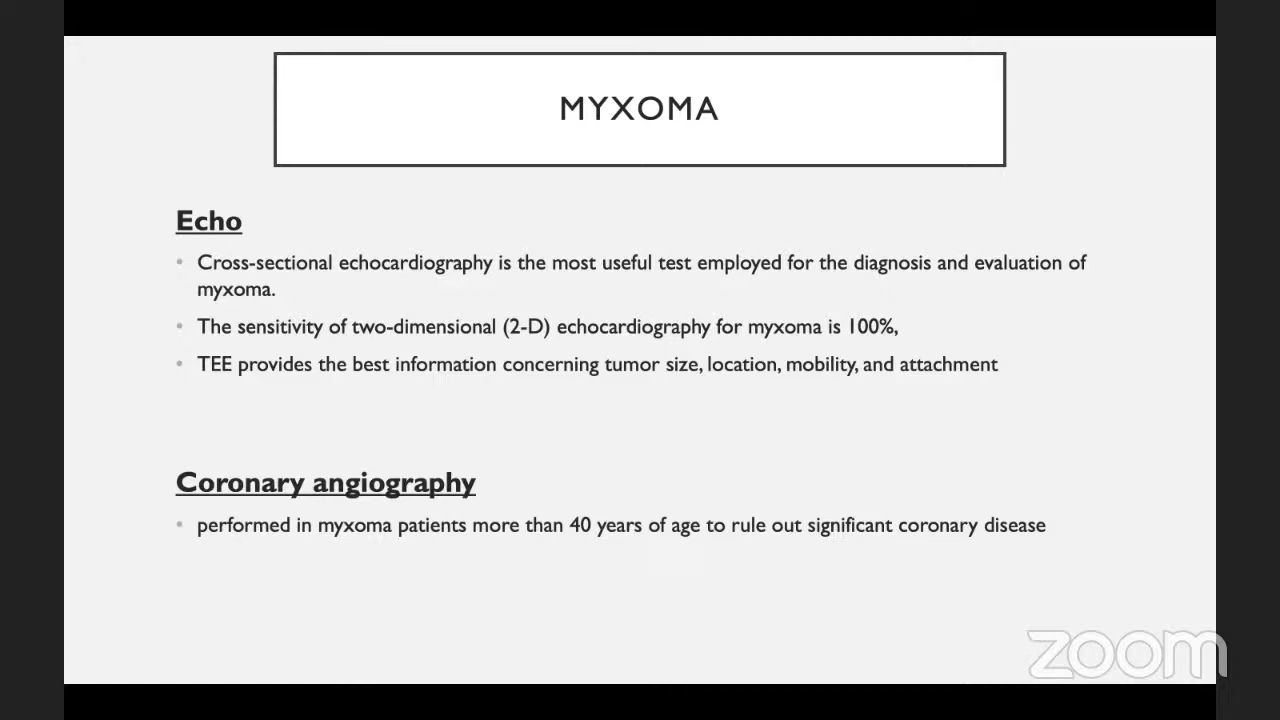 MYXOMA
Echo
• Cross-sectional echocardiography is the most useful test employed for the diagnosis and evaluation of
myxoma.
• The sensitivity of two-dimensional (2-D) echocardiography for myxoma is 100%,
• TEE provides the best information concerning tumor size, location, mobility, and attachment
Coronary angiography
• performed in myxoma patients more than 40 years of age to rule out significant coronary disease
zoom